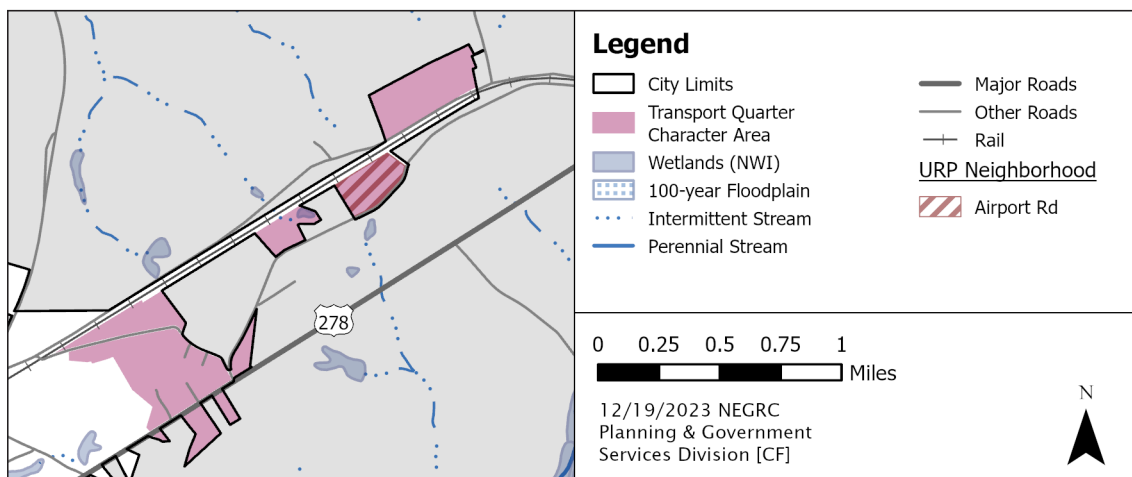 278
Legend
City Limits
Transport Quarter
Character Area
Wetlands (NWI)
100-year Floodplain
Intermittent Stream
Perennial Stream
Major Roads
Other Roads
Rail
URP Neighborhood
Airport Rd
0 0.25 0.5 0.75 1
Miles
12/19/2023 NEGRC
Planning & Government
Services Division [CF]
N